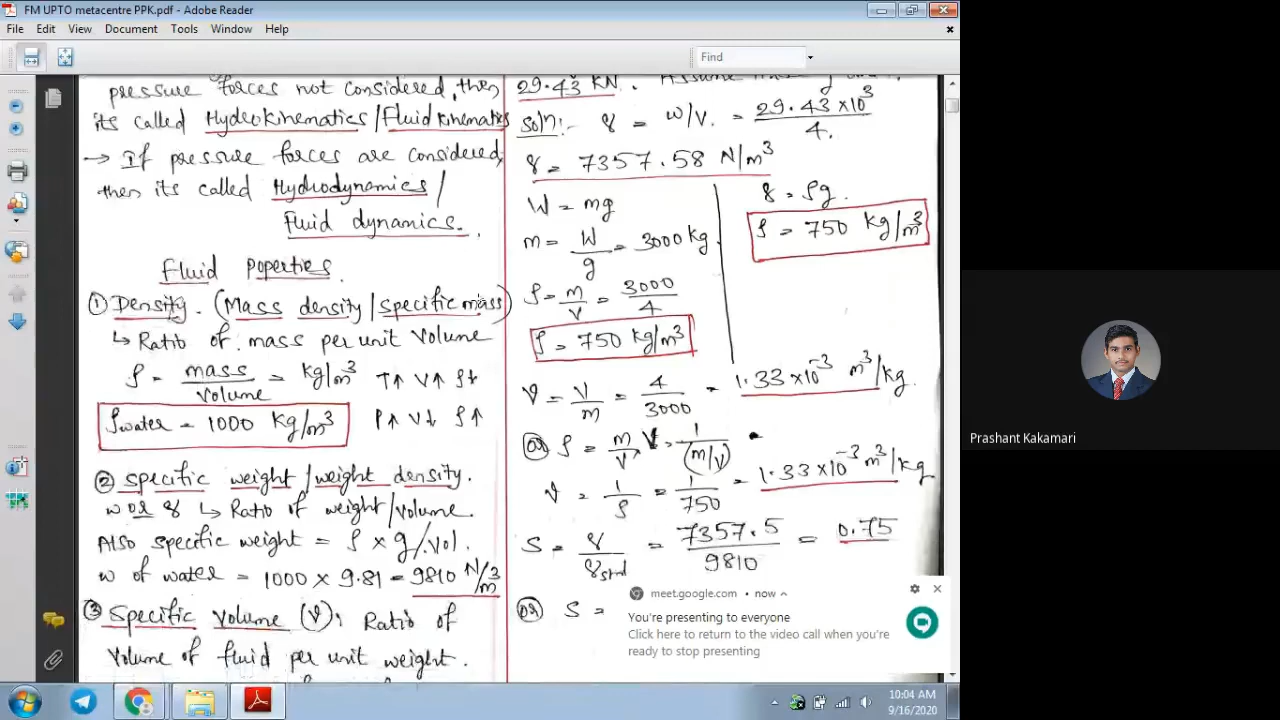 FM UPTO metacentre PPK.pdf - Adobe Reader
File Edit View Document Tools Window Help
Find
pressure forces not considered, then
its called Hydrokinematics/Fluid kinematics
→ If pressure forces are considered,
then its called Hydrodynamics/
Fluid dynamics.
Fluid Poperties
① Density. (Mass density/specific mass)
↳ Ratio of mass per unit Volume
ρ = mass/volume = kg/m³ T↑ V↑ ρ↓
ρwater = 1000 kg/m³ P↑ V↓ ρ↑
② specific weight/weight density.
w or γ ↳ Ratio of weight/volume.
Also specific weight = ρ × g/vol.
w of water = 1000 × 9.81 = 9810 N/m³
③ Specific Volume (V): Ratio of
Volume of fluid per unit weight.
29.43 KN. Assume
Soln:- γ = W/V. = 29.43 ×10³/4.
γ = 7357.58 N/m³
W = mg
m = W/g = 3000 kg.
ρ = m/V = 3000/4
ρ = 750 kg/m³
γ = ρg.
ρ = 750 kg/m³
V = V/m = 4/3000 = 1.33 ×10⁻³ m³/kg.
OR ρ = m/V, V = 1/(m/V)
V = 1/ρ = 1/750 = 1.33 ×10⁻³ m³/kg
S = γ/γstd = 7357.5/9810 = 0.75
OR S =
meet.google.com • now
You're presenting to everyone
Click here to return to the video call when you're
ready to stop presenting
Prashant Kakamari
10:04 AM
9/16/2020